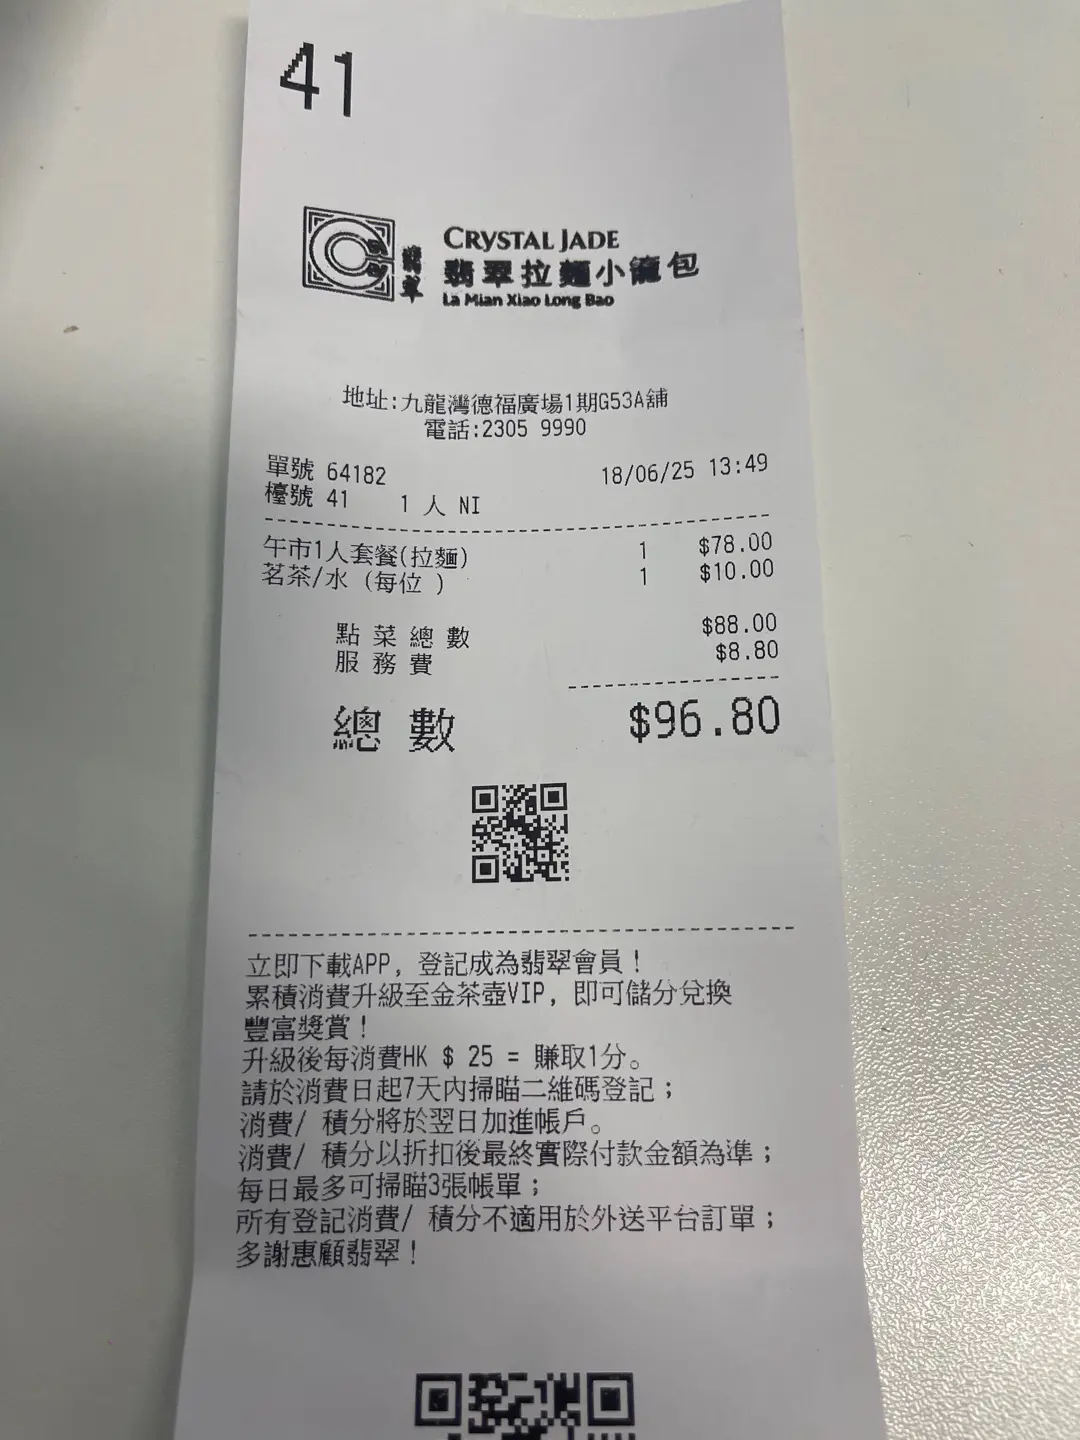 41
CRYSTAL JADE
翡翠
翡翠拉麵小籠包
La Mian Xiao Long Bao
地址:九龍灣德福廣場1期G53A舖
電話:2305 9990
單號 64182 18/06/25 13:49
檯號 41 1 人 NI
午市1人套餐(拉麵) 1 $78.00
茗茶/水 (每位 ) 1 $10.00
點菜總數 $88.00
服務費 $8.80
總數 $96.80
立即下載APP, 登記成為翡翠會員!
累積消費升級至金茶壺VIP, 即可儲分兌換
豐富獎賞!
升級後每消費HK $ 25 = 賺取1分。
請於消費日起7天內掃瞄二維碼登記;
消費/ 積分將於翌日加進帳戶。
消費/ 積分以折扣後最終實際付款金額為準;
每日最多可掃瞄3張帳單;
所有登記消費/ 積分不適用於外送平台訂單;
多謝惠顧翡翠!